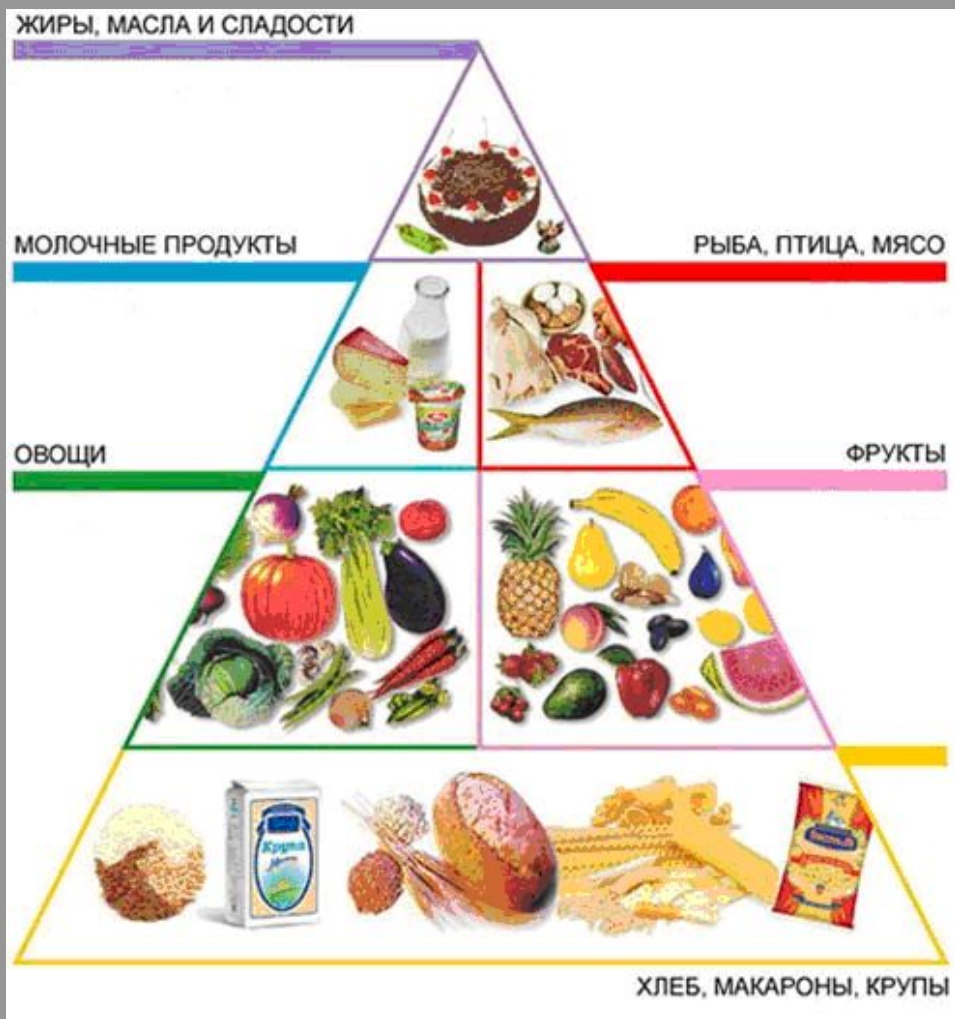 ЖИРЫ, МАСЛА И СЛАДОСТИ
МОЛОЧНЫЕ ПРОДУКТЫ
РЫБА, ПТИЦА, МЯСО
ОВОЩИ
ФРУКТЫ
Крупа
ХЛЕБ, МАКАРОНЫ, КРУПЫ